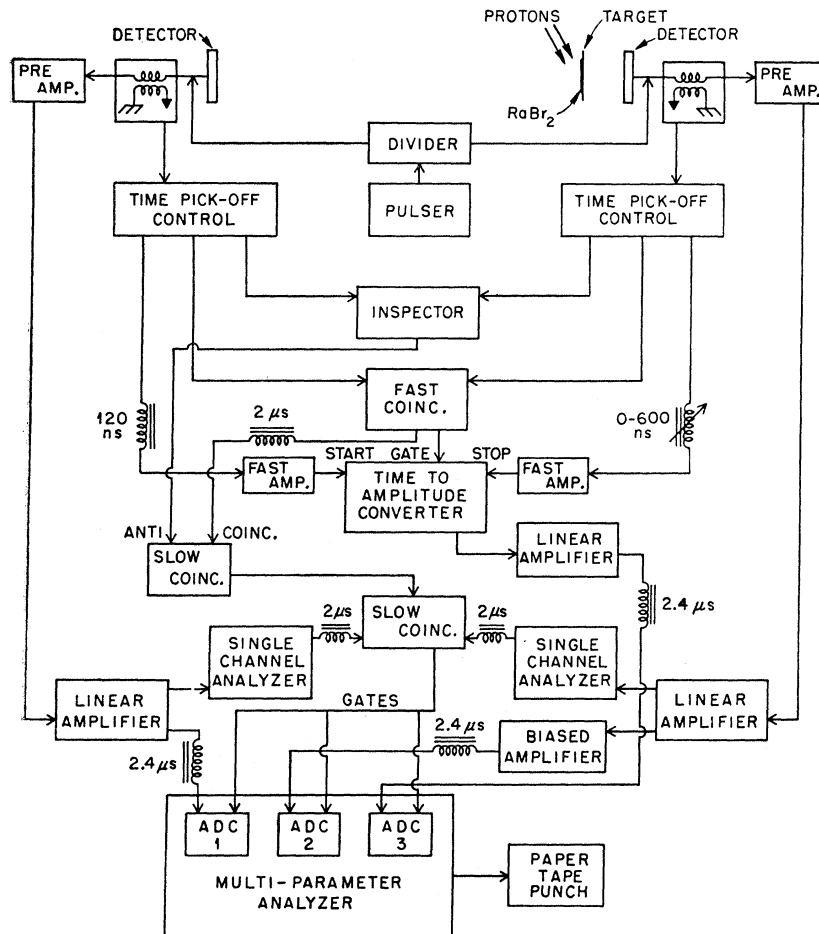 PROTONS
TARGET
DETECTOR
DETECTOR
PRE
AMP.
PRE
AMP.
RaBr2
DIVIDER
PULSER
TIME PICK-OFF
CONTROL
TIME PICK-OFF
CONTROL
INSPECTOR
FAST
COINC.
120
ns
2 μs
0-600
ns
START
GATE
STOP
FAST
AMP.
TIME TO
AMPLITUDE
CONVERTER
FAST
AMP.
ANTI
COINC.
LINEAR
AMPLIFIER
SLOW
COINC.
2.4 μs
SLOW
COINC.
2μs
2μs
SINGLE
CHANNEL
ANALYZER
SINGLE
CHANNEL
ANALYZER
LINEAR
AMPLIFIER
GATES
LINEAR
AMPLIFIER
2.4 μs
BIASED
AMPLIFIER
2.4 μs
ADC
1
ADC
2
ADC
3
MULTI-PARAMETER
ANALYZER
PAPER
TAPE
PUNCH